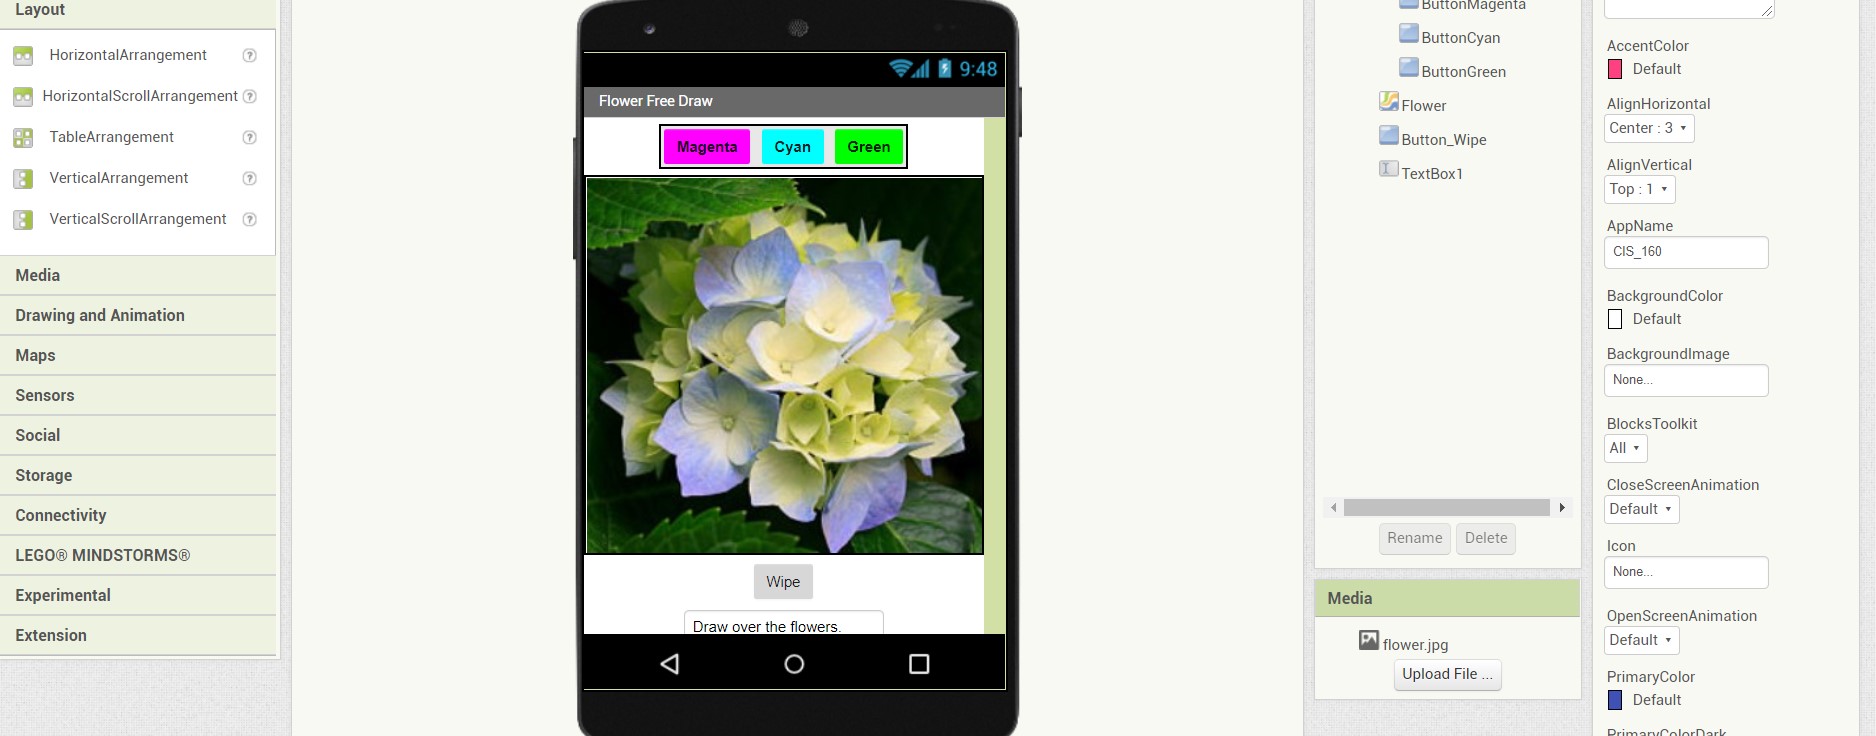 Layout
HorizontalArrangement ?
HorizontalScrollArrangement ?
TableArrangement ?
VerticalArrangement ?
VerticalScrollArrangement ?
Media
Drawing and Animation
Maps
Sensors
Social
Storage
Connectivity
LEGO® MINDSTORMS®
Experimental
Extension
9:48
Flower Free Draw
Magenta Cyan Green
Wipe
Draw over the flowers.
ButtonMagenta
ButtonCyan
ButtonGreen
Flower
Button_Wipe
TextBox1
Rename Delete
Media
flower.jpg
Upload File ...
AccentColor
Default
AlignHorizontal
Center : 3
AlignVertical
Top : 1
AppName
CIS_160
BackgroundColor
Default
BackgroundImage
None...
BlocksToolkit
All
CloseScreenAnimation
Default
Icon
None...
OpenScreenAnimation
Default
PrimaryColor
Default
PrimaryColorDark